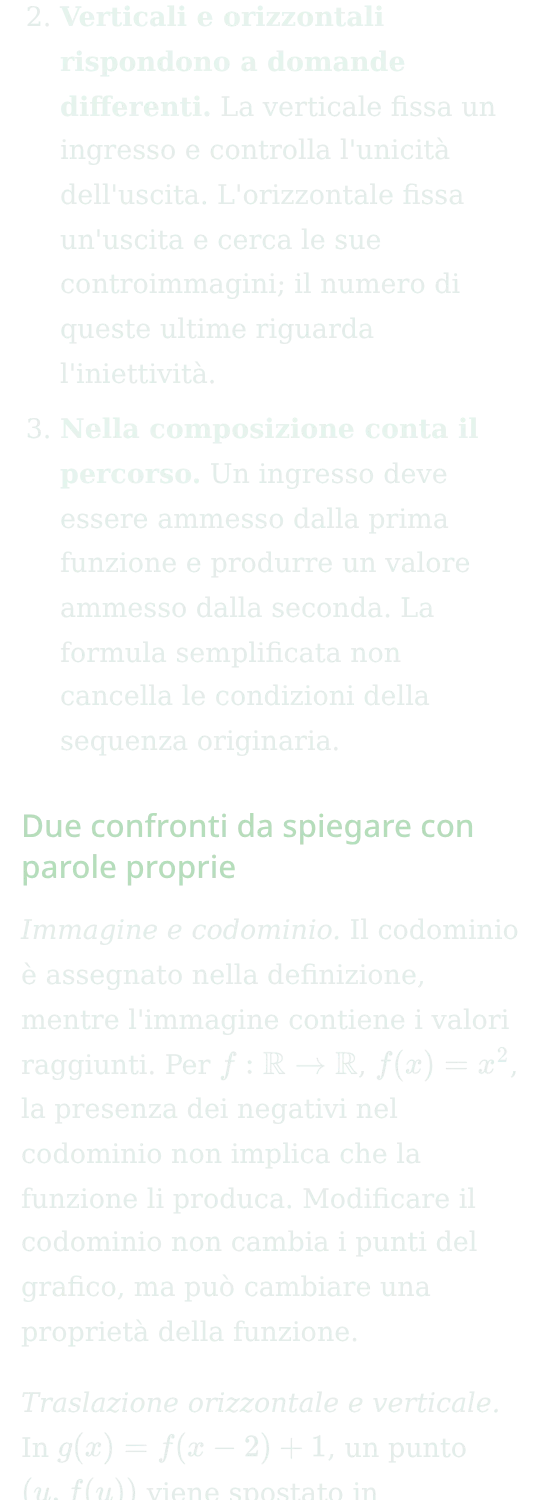 2. Verticali e orizzontali
rispondono a domande
differenti. La verticale fissa un
ingresso e controlla l'unicità
dell'uscita. L'orizzontale fissa
un'uscita e cerca le sue
controimmagini; il numero di
queste ultime riguarda
l'iniettività.
3. Nella composizione conta il
percorso. Un ingresso deve
essere ammesso dalla prima
funzione e produrre un valore
ammesso dalla seconda. La
formula semplificata non
cancella le condizioni della
sequenza originaria.
Due confronti da spiegare con
parole proprie
Immagine e codominio. Il codominio
è assegnato nella definizione,
mentre l'immagine contiene i valori
raggiunti. Per f : ℝ → ℝ, f(x) = x²,
la presenza dei negativi nel
codominio non implica che la
funzione li produca. Modificare il
codominio non cambia i punti del
grafico, ma può cambiare una
proprietà della funzione.
Traslazione orizzontale e verticale.
In g(x) = f(x − 2) + 1, un punto
(u, f(u)) viene spostato in